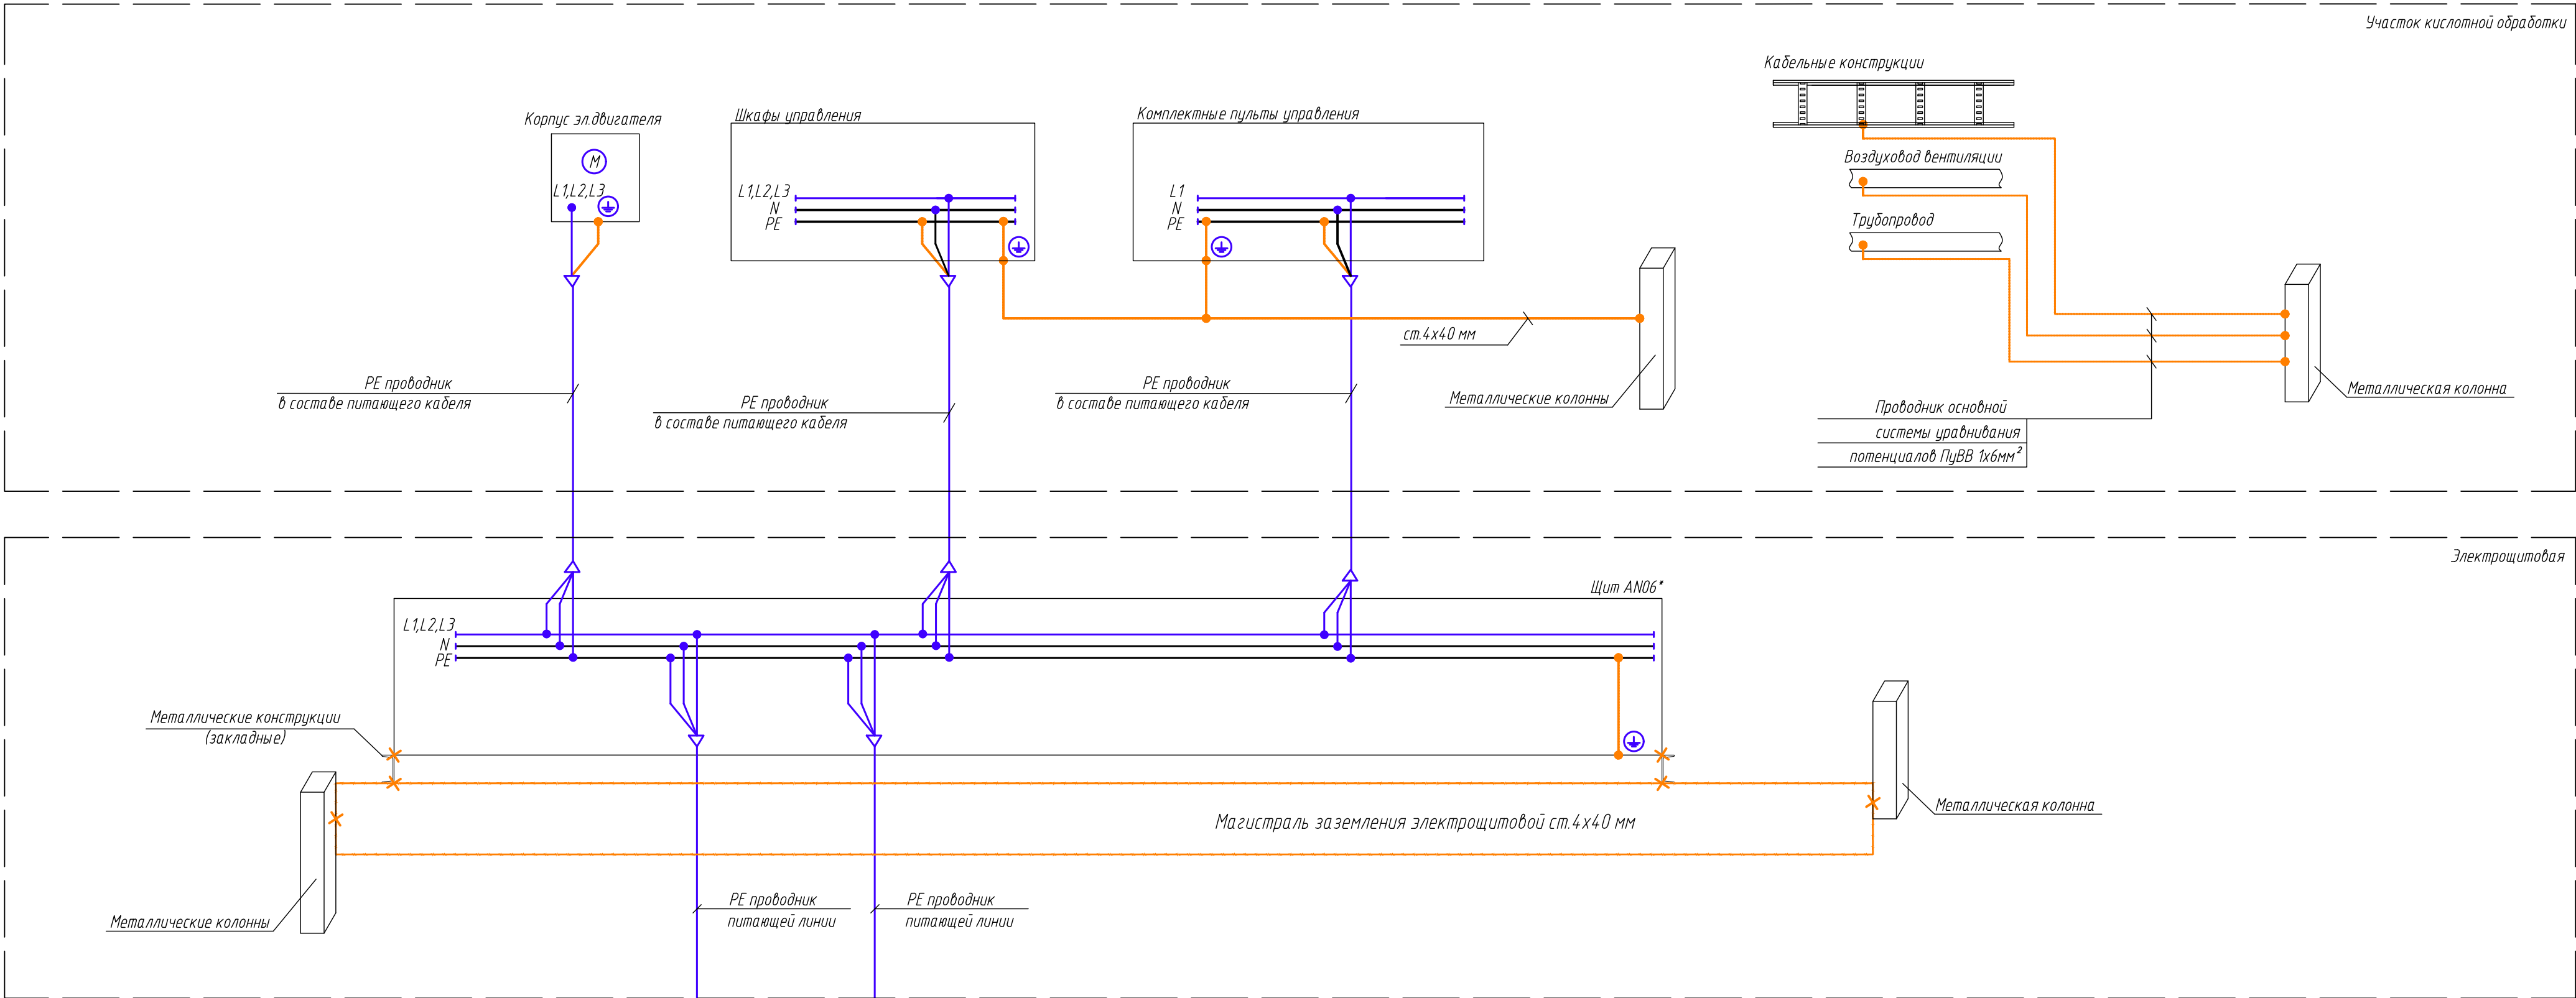 Участок кислотной обработки
Кабельные конструкции
Корпус эл.двигателя
Шкафы управления
Комплектные пульты управления
Воздуховод вентиляции
Трубопровод
M
L1,L2,L3
L1,L2,L3
N
PE
L1
N
PE
ст.4х40 мм
Металлические колонны
Металлическая колонна
PE проводник
в составе питающего кабеля
PE проводник
в составе питающего кабеля
PE проводник
в составе питающего кабеля
Проводник основной
системы уравнивания
потенциалов ПуВВ 1х6мм²
Электрощитовая
Щит AN06*
L1,L2,L3
N
PE
Металлические конструкции
(закладные)
Магистраль заземления электрощитовой ст.4х40 мм
Металлическая колонна
Металлические колонны
PE проводник
питающей линии
PE проводник
питающей линии